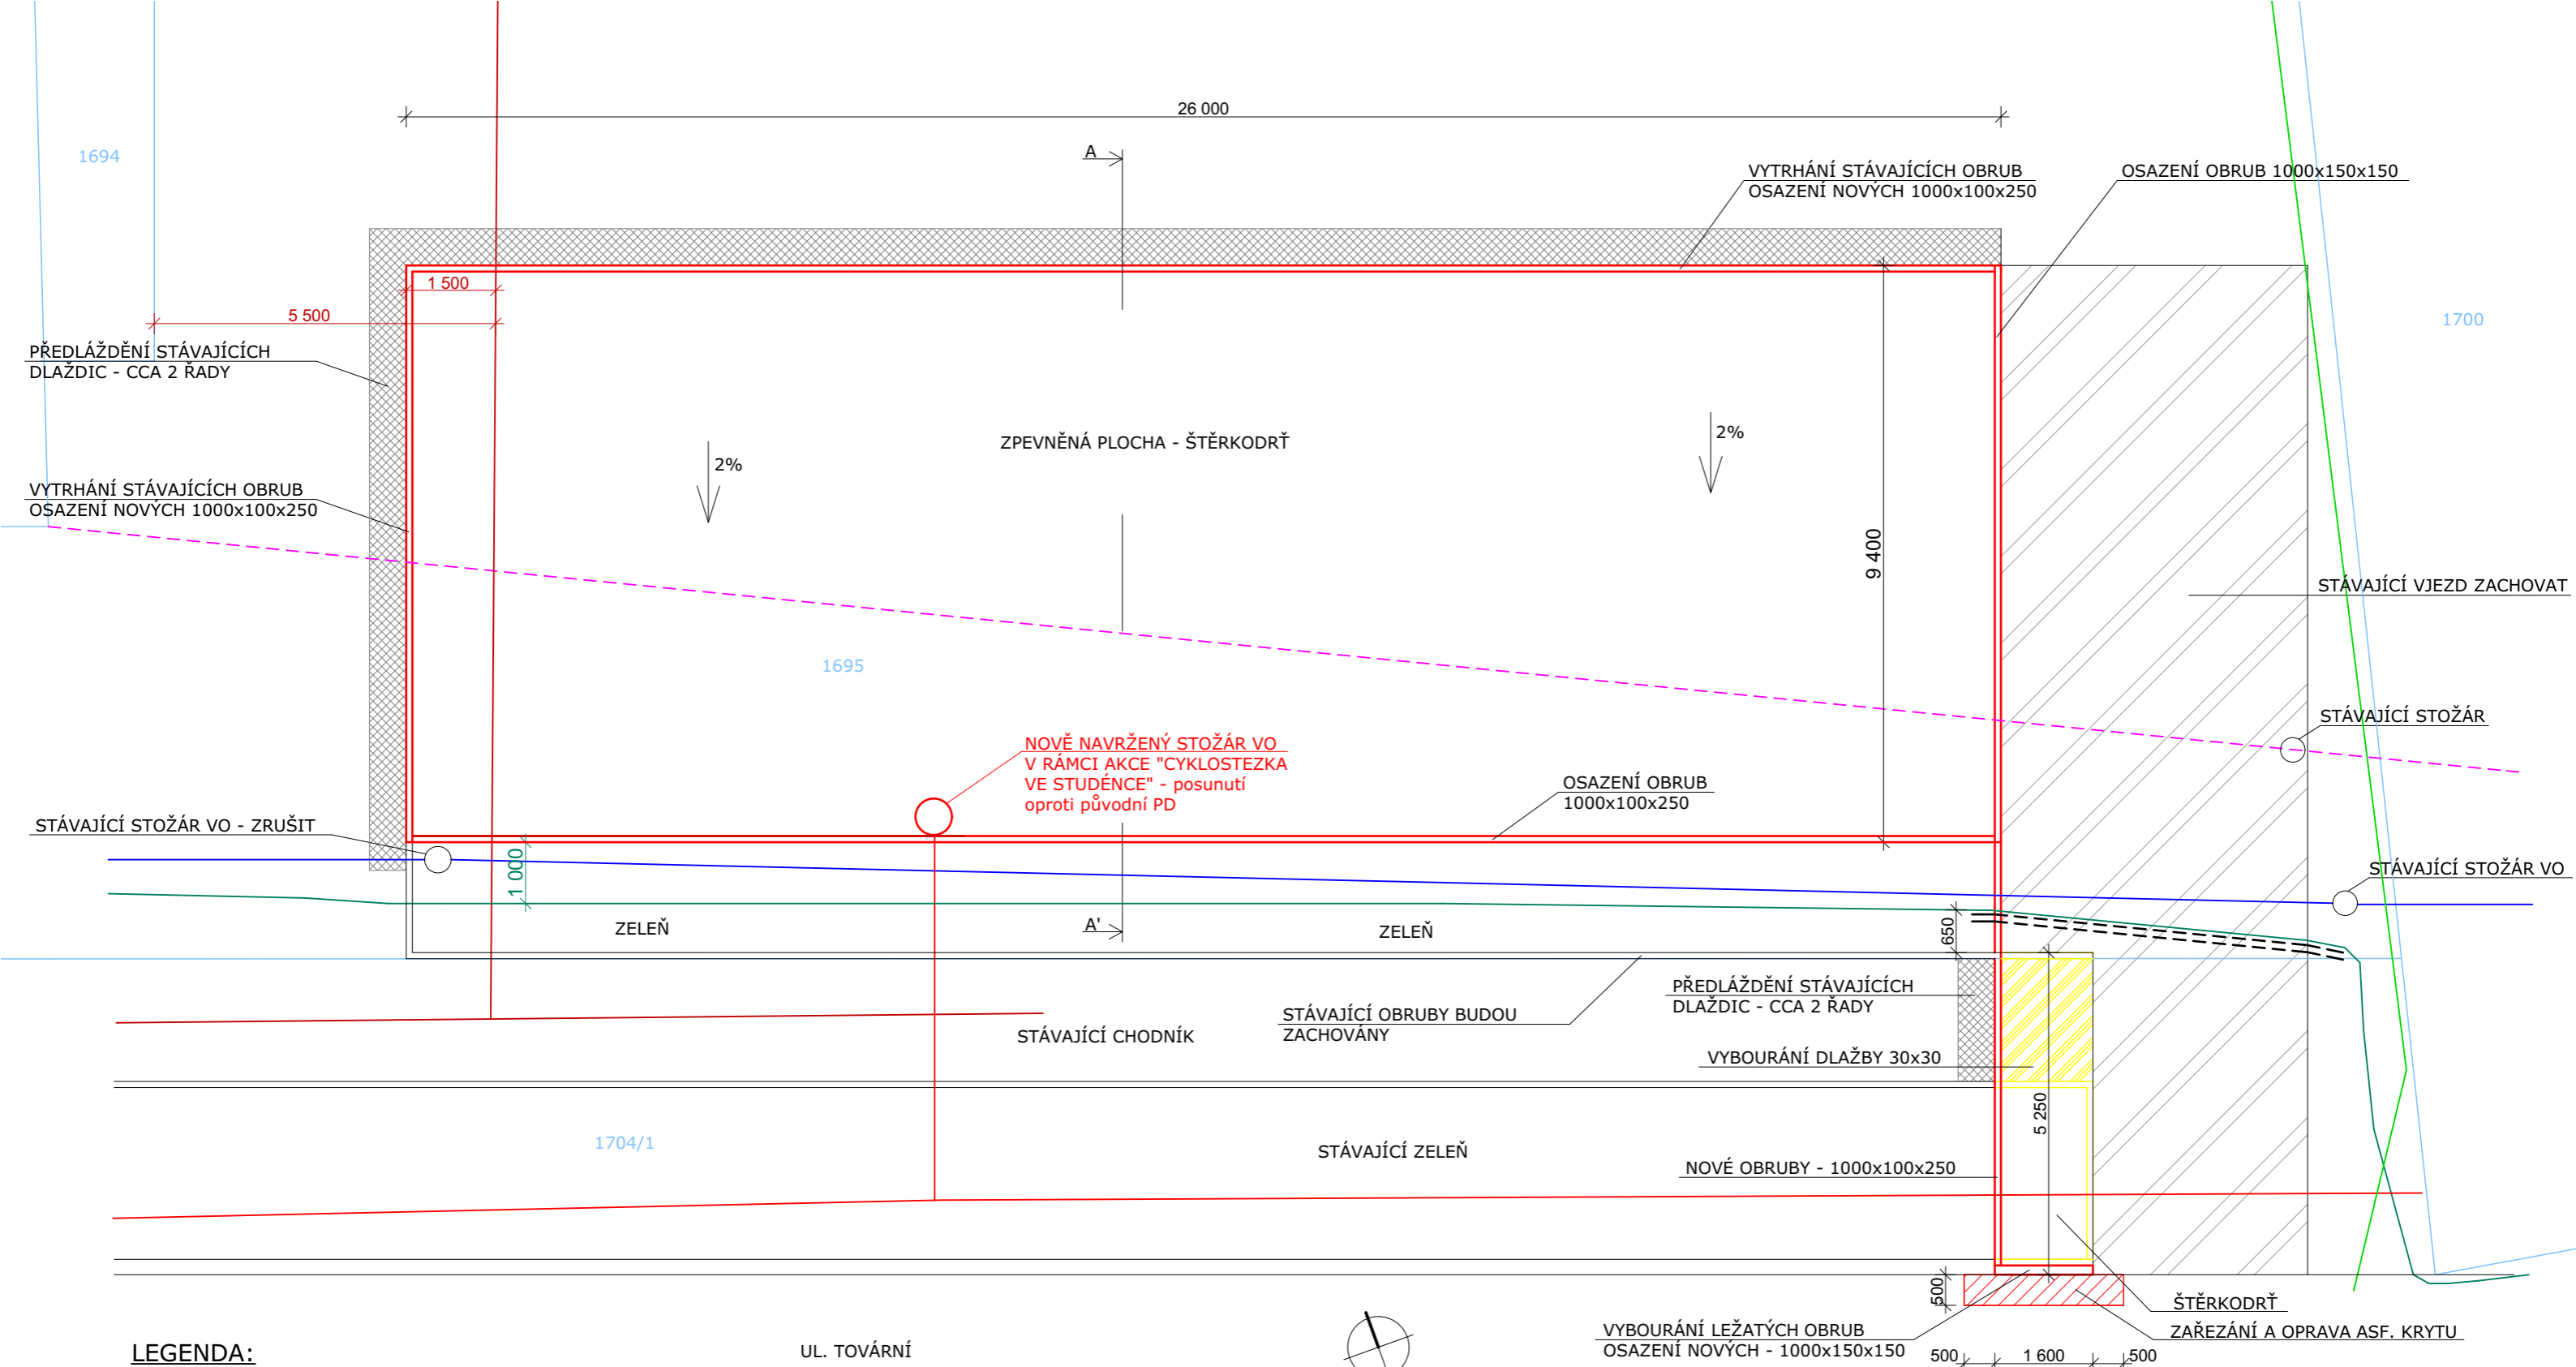 26 000
1694
A
VYTRHÁNÍ STÁVAJÍCÍCH OBRUB
OSAZENÍ NOVÝCH 1000x100x250
OSAZENÍ OBRUB 1000x150x150
1 500
5 500
1700
PŘEDLÁŽDĚNÍ STÁVAJÍCÍCH
DLAŽDIC - CCA 2 ŘADY
ZPEVNĚNÁ PLOCHA - ŠTĚRKODRŤ
2%
2%
VYTRHÁNÍ STÁVAJÍCÍCH OBRUB
OSAZENÍ NOVÝCH 1000x100x250
9 400
STÁVAJÍCÍ VJEZD ZACHOVAT
1695
STÁVAJÍCÍ STOŽÁR
NOVĚ NAVRŽENÝ STOŽÁR VO
V RÁMCI AKCE "CYKLOSTEZKA
VE STUDÉNCE" - posunutí
oproti původní PD
OSAZENÍ OBRUB
1000x100x250
STÁVAJÍCÍ STOŽÁR VO - ZRUŠIT
1 000
STÁVAJÍCÍ STOŽÁR VO
ZELEŇ
A'
ZELEŇ
650
PŘEDLÁŽDĚNÍ STÁVAJÍCÍCH
DLAŽDIC - CCA 2 ŘADY
STÁVAJÍCÍ OBRUBY BUDOU
ZACHOVÁNY
STÁVAJÍCÍ CHODNÍK
VYBOURÁNÍ DLAŽBY 30x30
5 250
1704/1
STÁVAJÍCÍ ZELEŇ
NOVÉ OBRUBY - 1000x100x250
500
ŠTĚRKODRŤ
VYBOURÁNÍ LEŽATÝCH OBRUB
OSAZENÍ NOVÝCH - 1000x150x150
ZAŘEZÁNÍ A OPRAVA ASF. KRYTU
500
1 600
500
LEGENDA:
UL. TOVÁRNÍ